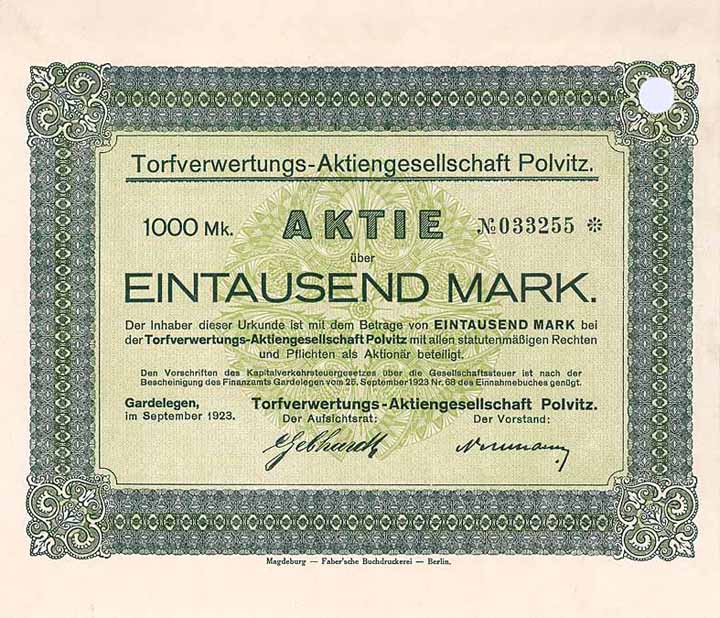 Torfverwertungs-Aktiengesellschaft Polvitz.
1000 Mk. AKTIE № 033255 *
über
EINTAUSEND MARK.
Der Inhaber dieser Urkunde ist mit dem Betrage von EINTAUSEND MARK bei
der Torfverwertungs-Aktiengesellschaft Polvitz mit allen statutenmäßigen Rechten
und Pflichten als Aktionär beteiligt.
Den Vorschriften des Kapitalverkehrsteuergesetzes über die Gesellschaftssteuer ist nach der
Bescheinigung des Finanzamts Gardelegen vom 25. September 1923 Nr. 68 des Einnahmebuches genügt.
Gardelegen,
im September 1923.
Torfverwertungs-Aktiengesellschaft Polvitz.
Der Aufsichtsrat: Der Vorstand:
Gebhardt Neumann
Magdeburg — Faber'sche Buchdruckerei — Berlin.